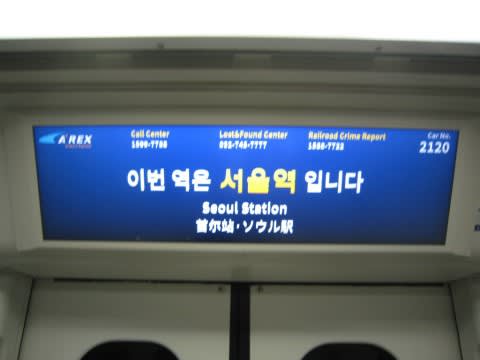 A'REX Call Center Lost&Found Center Railroad Crime Report Car No.
1599-7788 032-745-7777 1588-7722 2120
이번 역은 서울역 입니다
Seoul Station
首尔站·ソウル駅